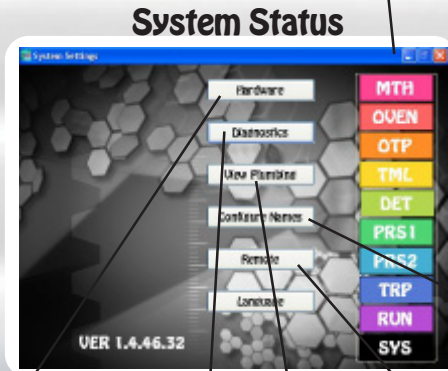 System Status
System Settings
Hardware
Diagnostics
View Plumbing
Configure Names
Remote
Language
VER 1.4.46.32
MTH
OVEN
OTP
TML
DET
PRS1
PRS2
TRP
RUN
SYS